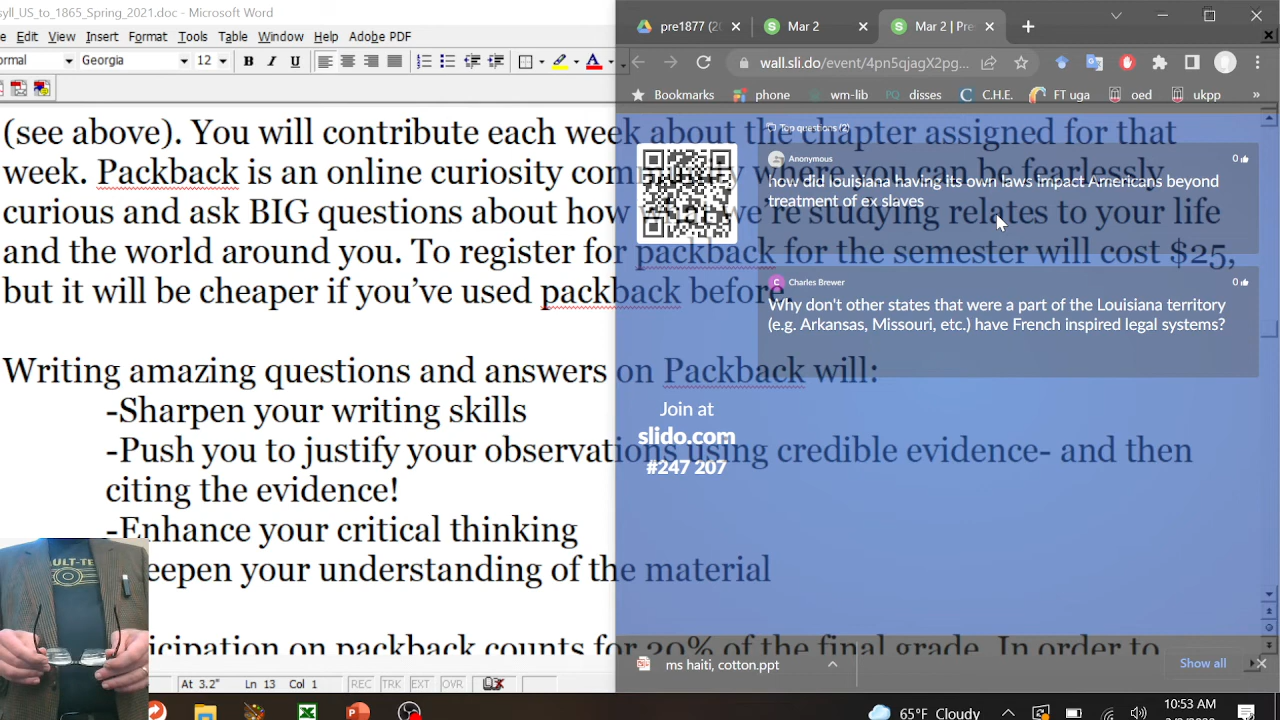 syll_US_to_1865_Spring_2021.doc - Microsoft Word
e Edit View Insert Format Tools Table Window Help Adobe PDF
ormal Georgia 12 B I U A
(see above). You will contribute each week about the chapter assigned for that
week. Packback is an online curiosity community where you can be fearlessly
curious and ask BIG questions about how what we're studying relates to your life
and the world around you. To register for packback for the semester will cost $25,
but it will be cheaper if you've used packback before.
Writing amazing questions and answers on Packback will:
-Sharpen your writing skills
-Push you to justify your observations using credible evidence- and then
citing the evidence!
-Enhance your critical thinking
eepen your understanding of the material
icipation on packback counts for 20% of the final grade. In order to
At 3.2" Ln 13 Col 1 REC TRK EXT OVR
pre1877 (2 Mar 2 Mar 2 | Pre
wall.sli.do/event/4pn5qjagX2pg...
Bookmarks phone wm-lib PQ disses C.H.E. FT uga oed ukpp »
Top questions (2)
Anonymous 0
how did louisiana having its own laws impact Americans beyond
treatment of ex slaves
C Charles Brewer 0
Why don't other states that were a part of the Louisiana territory
(e.g. Arkansas, Missouri, etc.) have French inspired legal systems?
Join at
slido.com
#247 207
ms haiti, cotton.ppt Show all
ULT-TE
65°F Cloudy 10:53 AM